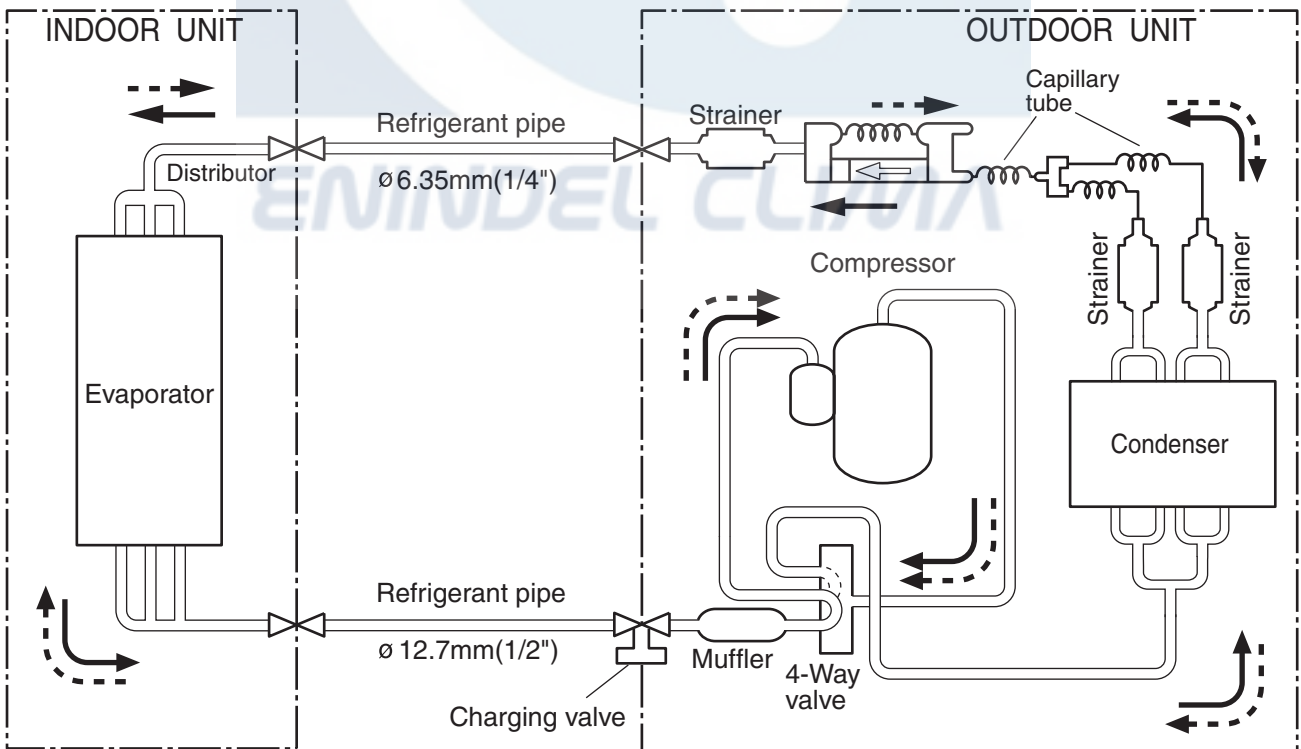 INDOOR UNIT
OUTDOOR UNIT
Capillary
tube
Refrigerant pipe
Strainer
Distributor
ø 6.35mm(1/4")
ENINDEL CLIMA
Compressor
Strainer
Strainer
Evaporator
Condenser
Refrigerant pipe
ø 12.7mm(1/2")
Muffler
4-Way
valve
Charging valve